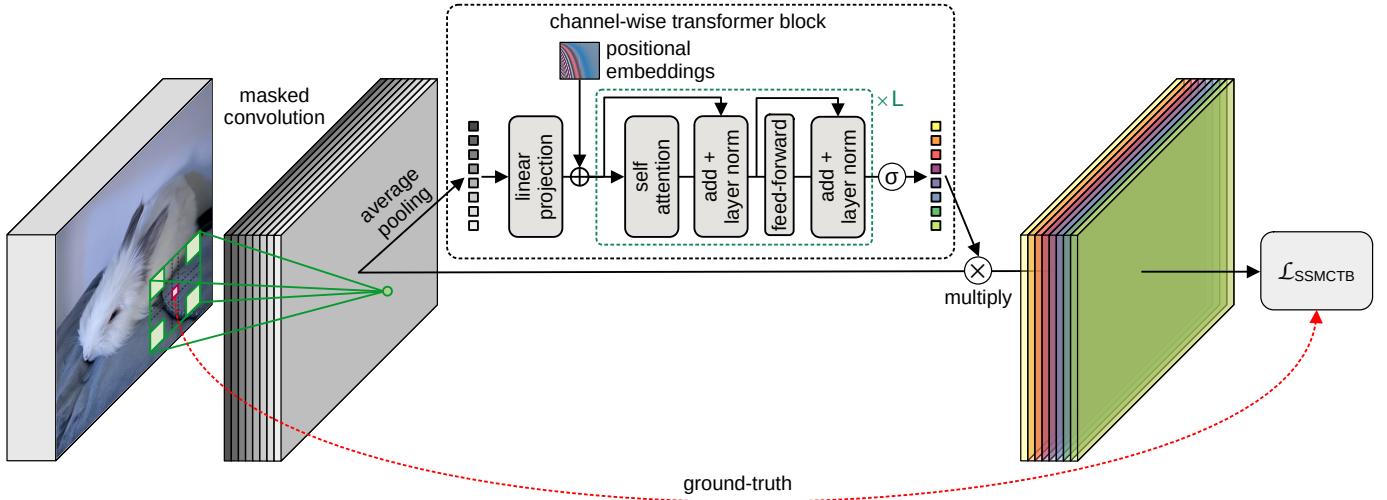 channel-wise transformer block
positional
embeddings
masked
convolution
× L
average
pooling
linear
projection
self
attention
add +
layer norm
feed-forward
add +
layer norm
σ
multiply
ℒSSMCTB
ground-truth